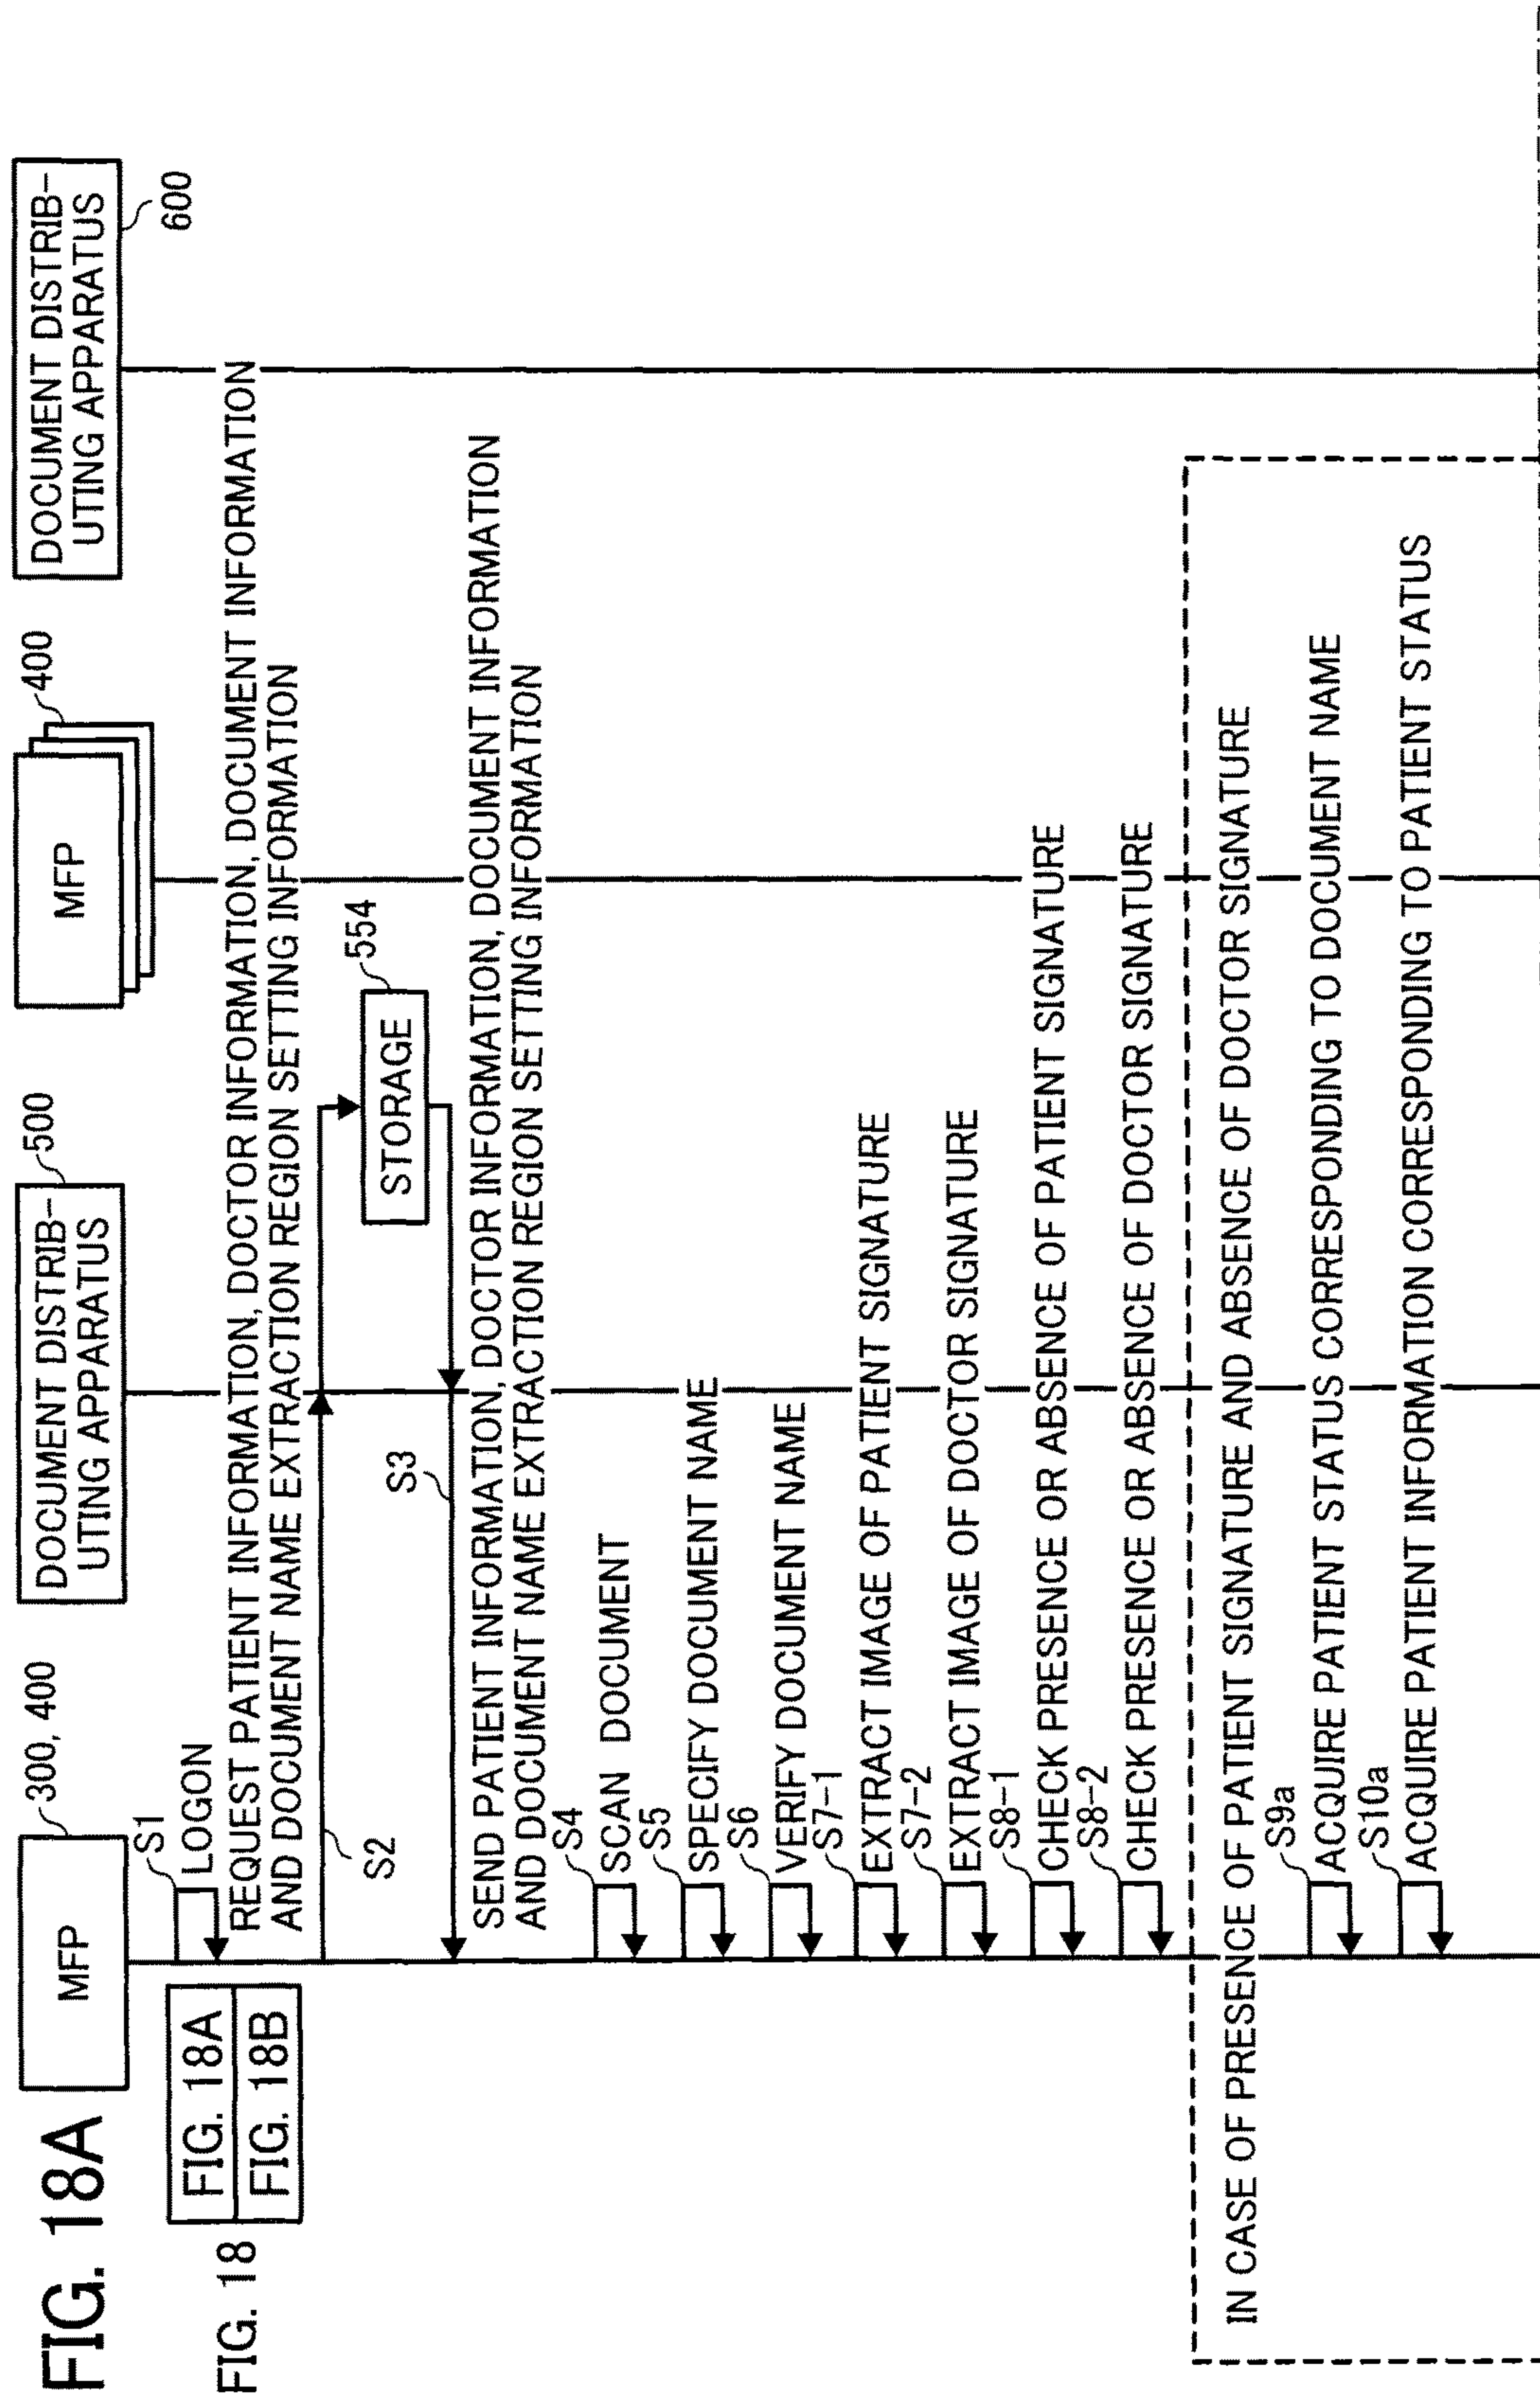 FIG. 18A
FIG. 18
FIG. 18A
FIG. 18B
MFP
300, 400
DOCUMENT DISTRIB-
UTING APPARATUS
500
MFP
400
DOCUMENT DISTRIB-
UTING APPARATUS
600
S1
LOGON
REQUEST PATIENT INFORMATION, DOCTOR INFORMATION, DOCUMENT INFORMATION
AND DOCUMENT NAME EXTRACTION REGION SETTING INFORMATION
S2
554
STORAGE
S3
SEND PATIENT INFORMATION, DOCTOR INFORMATION, DOCUMENT INFORMATION
AND DOCUMENT NAME EXTRACTION REGION SETTING INFORMATION
S4
SCAN DOCUMENT
S5
SPECIFY DOCUMENT NAME
S6
VERIFY DOCUMENT NAME
S7-1
EXTRACT IMAGE OF PATIENT SIGNATURE
S7-2
EXTRACT IMAGE OF DOCTOR SIGNATURE
S8-1
CHECK PRESENCE OR ABSENCE OF PATIENT SIGNATURE
S8-2
CHECK PRESENCE OR ABSENCE OF DOCTOR SIGNATURE
IN CASE OF PRESENCE OF PATIENT SIGNATURE AND ABSENCE OF DOCTOR SIGNATURE
S9a
ACQUIRE PATIENT STATUS CORRESPONDING TO DOCUMENT NAME
S10a
ACQUIRE PATIENT INFORMATION CORRESPONDING TO PATIENT STATUS